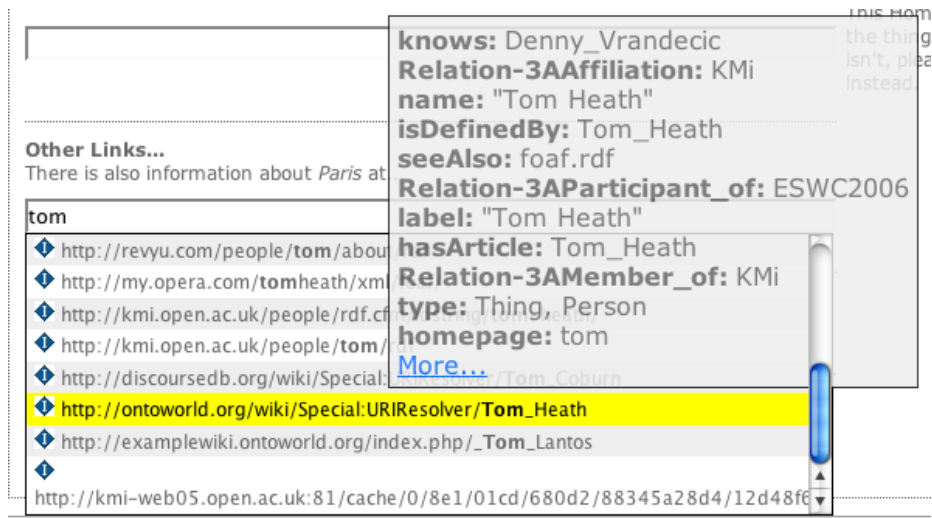 This Hom
the thing
isn't, plea
instead.
knows: Denny_Vrandecic
Relation-3AAffiliation: KMi
name: "Tom Heath"
isDefinedBy: Tom_Heath
seeAlso: foaf.rdf
Relation-3AParticipant_of: ESWC2006
label: "Tom Heath"
hasArticle: Tom_Heath
Relation-3AMember_of: KMi
type: Thing, Person
homepage: tom
More...
Other Links...
There is also information about Paris at
tom
http://revyu.com/people/tom/about
http://my.opera.com/tomheath/xml
http://kmi.open.ac.uk/people/rdf.cf
http://kmi.open.ac.uk/people/tom/rdf
http://discoursedb.org/wiki/Special:URIResolver/Tom_Coburn
http://ontoworld.org/wiki/Special:URIResolver/Tom_Heath
http://examplewiki.ontoworld.org/index.php/_Tom_Lantos
http://kmi-web05.open.ac.uk:81/cache/0/8e1/01cd/680d2/88345a28d4/12d48f6